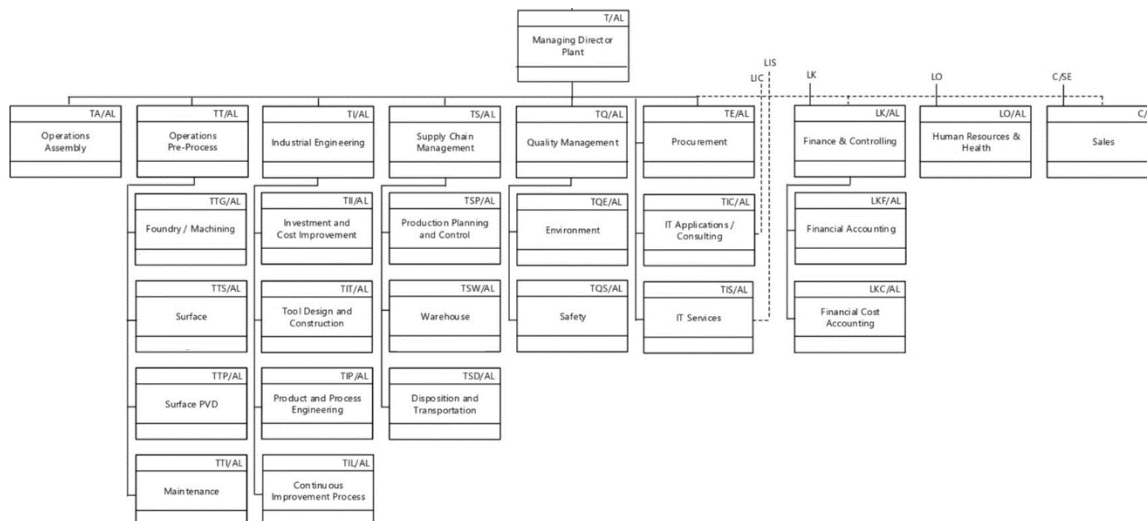 T/AL
Managing Director
Plant
LIS
LIC
LK
LO
C/SE
TA/AL
Operations
Assembly
TT/AL
Operations
Pre-Process
TI/AL
Industrial Engineering
TS/AL
Supply Chain
Management
TQ/AL
Quality Management
TE/AL
Procurement
LK/AL
Finance & Controlling
LO/AL
Human Resources &
Health
C/
Sales
TTG/AL
Foundry / Machining
TII/AL
Investment and
Cost Improvement
TSP/AL
Production Planning
and Control
TQE/AL
Environment
TIC/AL
IT Applications /
Consulting
LKF/AL
Financial Accounting
TTS/AL
Surface
TIT/AL
Tool Design and
Construction
TSW/AL
Warehouse
TQS/AL
Safety
TIS/AL
IT Services
LKC/AL
Financial Cost
Accounting
TTP/AL
Surface PVD
TIP/AL
Product and Process
Engineering
TSD/AL
Disposition and
Transportation
TTI/AL
Maintenance
TIL/AL
Continuous
Improvement Process